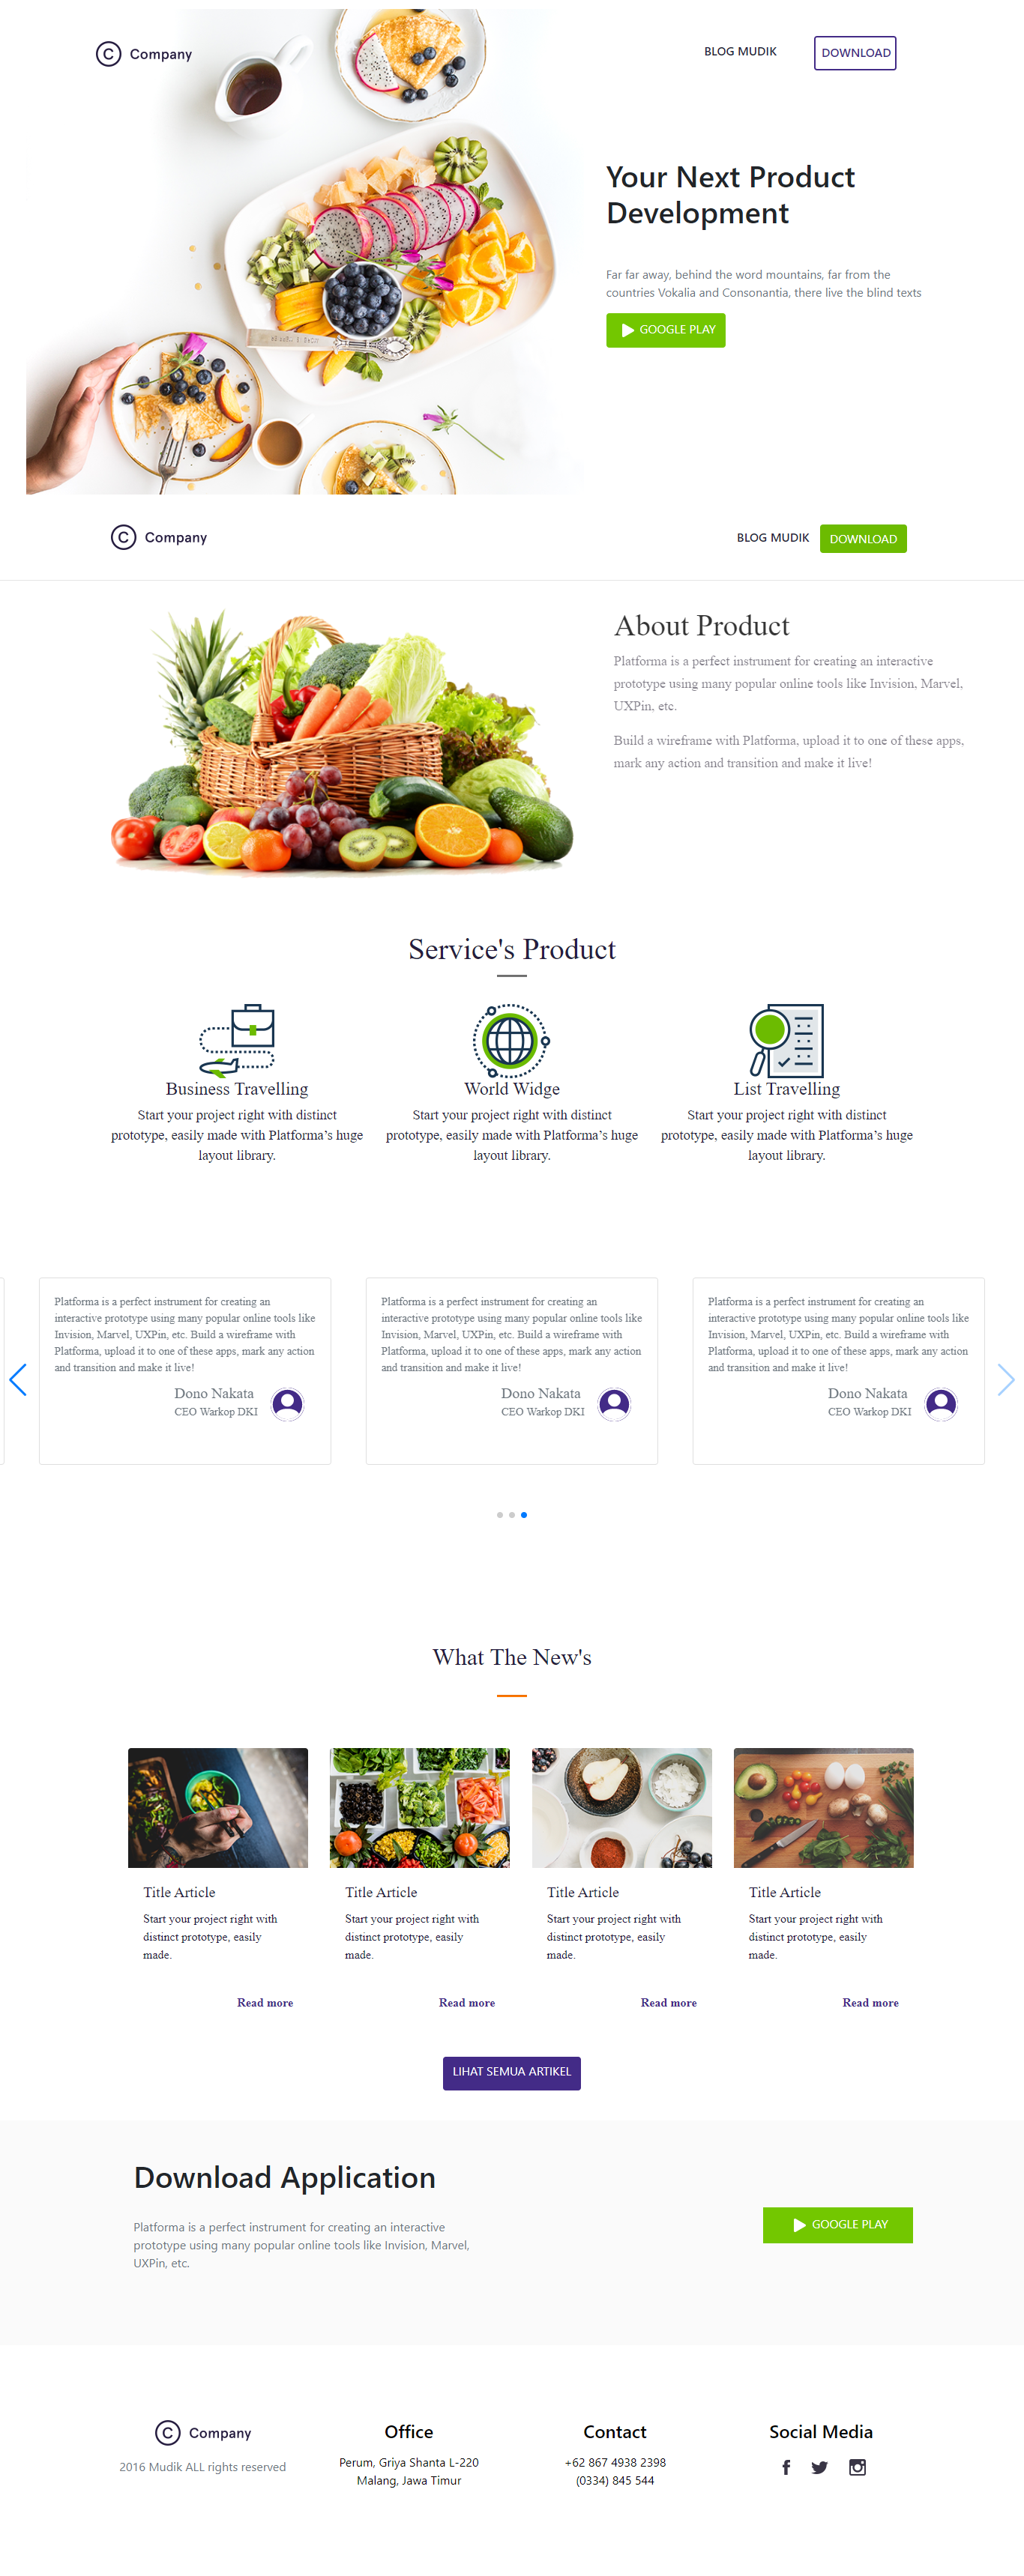 Company
BLOG MUDIK
DOWNLOAD
Your Next Product
Development
Far far away, behind the word mountains, far from the
countries Vokalia and Consonantia, there live the blind texts
GOOGLE PLAY
Company
BLOG MUDIK
DOWNLOAD
About Product
Platforma is a perfect instrument for creating an interactive
prototype using many popular online tools like Invision, Marvel,
UXPin, etc.
Build a wireframe with Platforma, upload it to one of these apps,
mark any action and transition and make it live!
Service's Product
Business Travelling
Start your project right with distinct
prototype, easily made with Platforma’s huge
layout library.
World Widge
Start your project right with distinct
prototype, easily made with Platforma’s huge
layout library.
List Travelling
Start your project right with distinct
prototype, easily made with Platforma’s huge
layout library.
Platforma is a perfect instrument for creating an
interactive prototype using many popular online tools like
Invision, Marvel, UXPin, etc. Build a wireframe with
Platforma, upload it to one of these apps, mark any action
and transition and make it live!
Dono Nakata
CEO Warkop DKI
Platforma is a perfect instrument for creating an
interactive prototype using many popular online tools like
Invision, Marvel, UXPin, etc. Build a wireframe with
Platforma, upload it to one of these apps, mark any action
and transition and make it live!
Dono Nakata
CEO Warkop DKI
Platforma is a perfect instrument for creating an
interactive prototype using many popular online tools like
Invision, Marvel, UXPin, etc. Build a wireframe with
Platforma, upload it to one of these apps, mark any action
and transition and make it live!
Dono Nakata
CEO Warkop DKI
What The New's
Title Article
Start your project right with
distinct prototype, easily
made.
Read more
Title Article
Start your project right with
distinct prototype, easily
made.
Read more
Title Article
Start your project right with
distinct prototype, easily
made.
Read more
Title Article
Start your project right with
distinct prototype, easily
made.
Read more
LIHAT SEMUA ARTIKEL
Download Application
Platforma is a perfect instrument for creating an interactive
prototype using many popular online tools like Invision, Marvel,
UXPin, etc.
GOOGLE PLAY
Company
2016 Mudik ALL rights reserved
Office
Perum, Griya Shanta L-220
Malang, Jawa Timur
Contact
+62 867 4938 2398
(0334) 845 544
Social Media